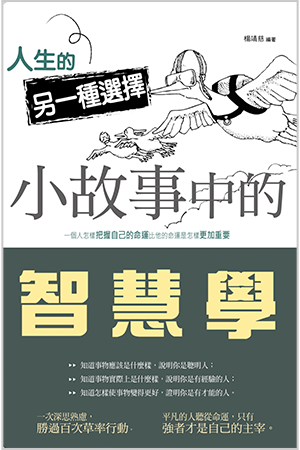 楊靖慈 編著
人生的
另一種選擇
小故事中的
一個人怎樣把握自己的命運比他的命運是怎樣更加重要
智慧學
▸▸ 知道事物應該是什麼樣，說明你是聰明人；
▸▸ 知道事物實際上是什麼樣，說明你是有經驗的人；
▸▸ 知道怎樣使事物變得更好，證明你是有才能的人。
一次深思熟慮，
勝過百次草率行動。
平凡的人聽從命運，只有
強者才是自己的主宰。